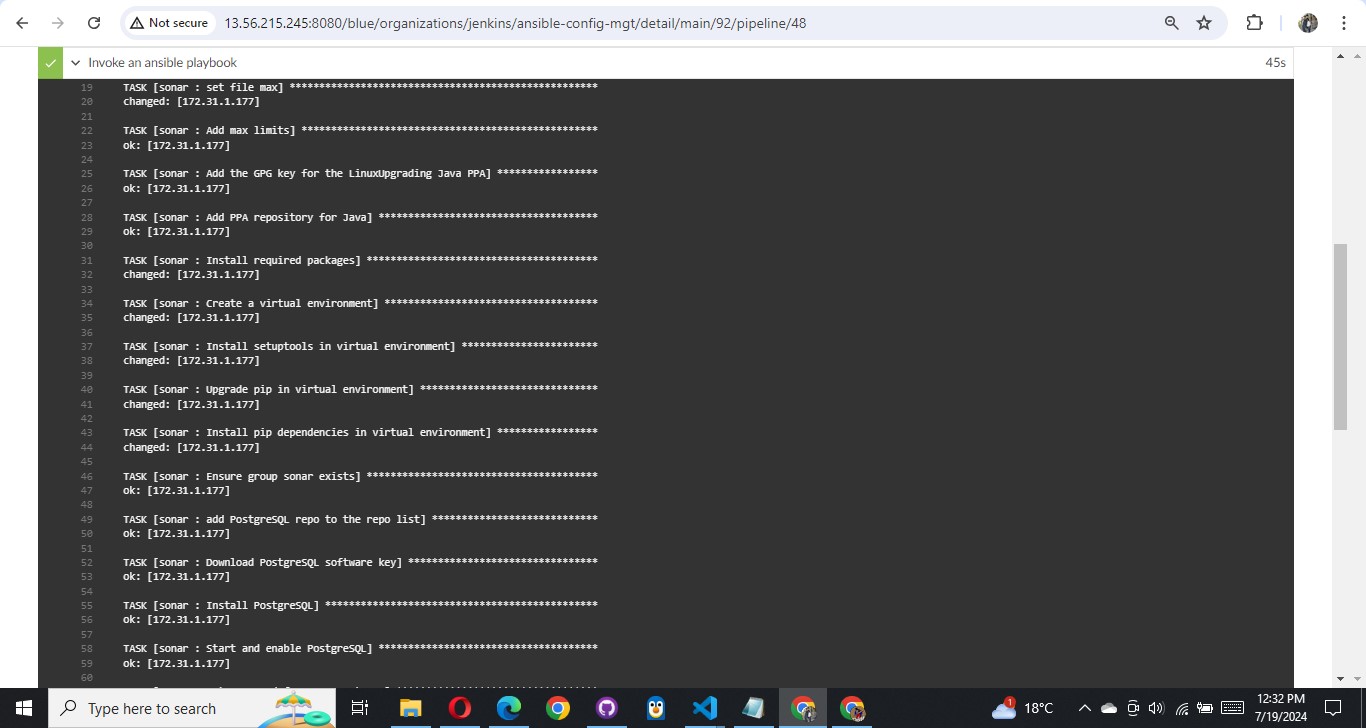 Not secure 13.56.215.245:8080/blue/organizations/jenkins/ansible-config-mgt/detail/main/92/pipeline/48
Invoke an ansible playbook 45s
19 TASK [sonar : set file max] ****************************************************
20 changed: [172.31.1.177]
21
22 TASK [sonar : Add max limits] **************************************************
23 ok: [172.31.1.177]
24
25 TASK [sonar : Add the GPG key for the LinuxUpgrading Java PPA] *****************
26 ok: [172.31.1.177]
27
28 TASK [sonar : Add PPA repository for Java] *************************************
29 ok: [172.31.1.177]
30
31 TASK [sonar : Install required packages] ***************************************
32 changed: [172.31.1.177]
33
34 TASK [sonar : Create a virtual environment] ************************************
35 changed: [172.31.1.177]
36
37 TASK [sonar : Install setuptools in virtual environment] ***********************
38 changed: [172.31.1.177]
39
40 TASK [sonar : Upgrade pip in virtual environment] ******************************
41 changed: [172.31.1.177]
42
43 TASK [sonar : Install pip dependencies in virtual environment] *****************
44 changed: [172.31.1.177]
45
46 TASK [sonar : Ensure group sonar exists] ***************************************
47 ok: [172.31.1.177]
48
49 TASK [sonar : add PostgreSQL repo to the repo list] ****************************
50 ok: [172.31.1.177]
51
52 TASK [sonar : Download PostgreSQL software key] ********************************
53 ok: [172.31.1.177]
54
55 TASK [sonar : Install PostgreSQL] **********************************************
56 ok: [172.31.1.177]
57
58 TASK [sonar : Start and enable PostgreSQL] *************************************
59 ok: [172.31.1.177]
60
Type here to search
1
18°C
12:32 PM
7/19/2024